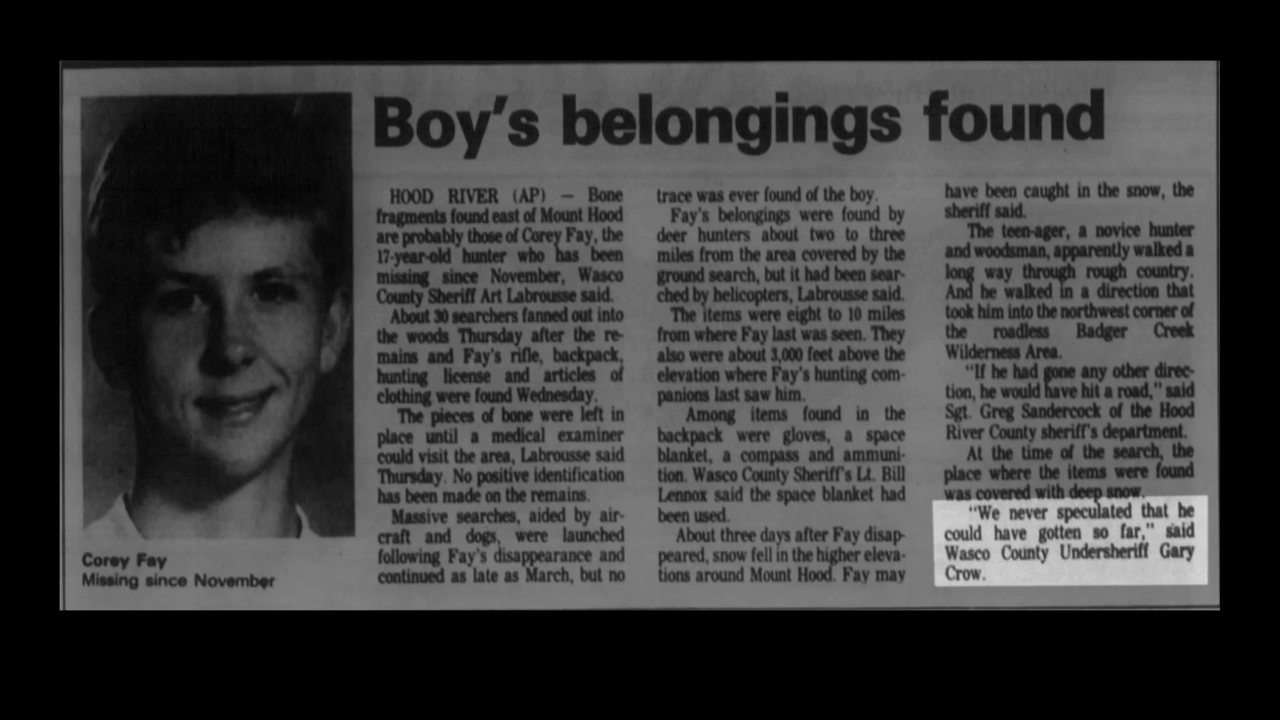 Boy's belongings found
HOOD RIVER (AP) — Bone
fragments found east of Mount Hood
are probably those of Corey Fay, the
17-year-old hunter who has been
missing since November, Wasco
County Sheriff Art Labrousse said.
About 30 searchers fanned out into
the woods Thursday after the re-
mains and Fay's rifle, backpack,
hunting license and articles of
clothing were found Wednesday.
The pieces of bone were left in
place until a medical examiner
could visit the area, Labrousse said
Thursday. No positive identification
has been made on the remains.
Massive searches, aided by air-
craft and dogs, were launched
following Fay's disappearance and
continued as late as March, but no
trace was ever found of the boy.
Fay's belongings were found by
deer hunters about two to three
miles from the area covered by the
ground search, but it had been sear-
ched by helicopters, Labrousse said.
The items were eight to 10 miles
from where Fay last was seen. They
also were about 3,000 feet above the
elevation where Fay's hunting com-
panions last saw him.
Among items found in the
backpack were gloves, a space
blanket, a compass and ammuni-
tion. Wasco County Sheriff's Lt. Bill
Lennox said the space blanket had
been used.
About three days after Fay disap-
peared, snow fell in the higher eleva-
tions around Mount Hood. Fay may
have been caught in the snow, the
sheriff said.
The teen-ager, a novice hunter
and woodsman, apparently walked a
long way through rough country.
And he walked in a direction that
took him into the northwest corner of
the roadless Badger Creek
Wilderness Area.
"If he had gone any other direc-
tion, he would have hit a road," said
Sgt. Greg Sandercock of the Hood
River County sheriff's department.
At the time of the search, the
place where the items were found
was covered with deep snow.
"We never speculated that he
could have gotten so far," said
Wasco County Undersheriff Gary
Crow.
Corey Fay
Missing since November